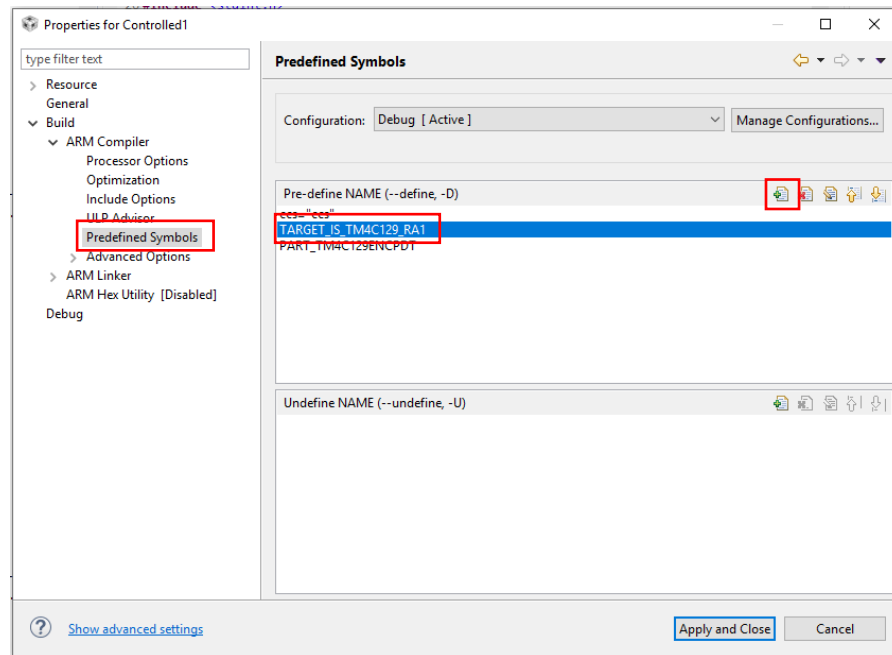 Properties for Controlled1
type filter text
Resource
General
Build
ARM Compiler
Processor Options
Optimization
Include Options
ULP Advisor
Predefined Symbols
Advanced Options
ARM Linker
ARM Hex Utility [Disabled]
Debug
Predefined Symbols
Configuration:
Debug [ Active ]
Manage Configurations...
Pre-define NAME (--define, -D)
ccs="ccs"
TARGET_IS_TM4C129_RA1
PART_TM4C129ENCPDT
Undefine NAME (--undefine, -U)
Show advanced settings
Apply and Close
Cancel